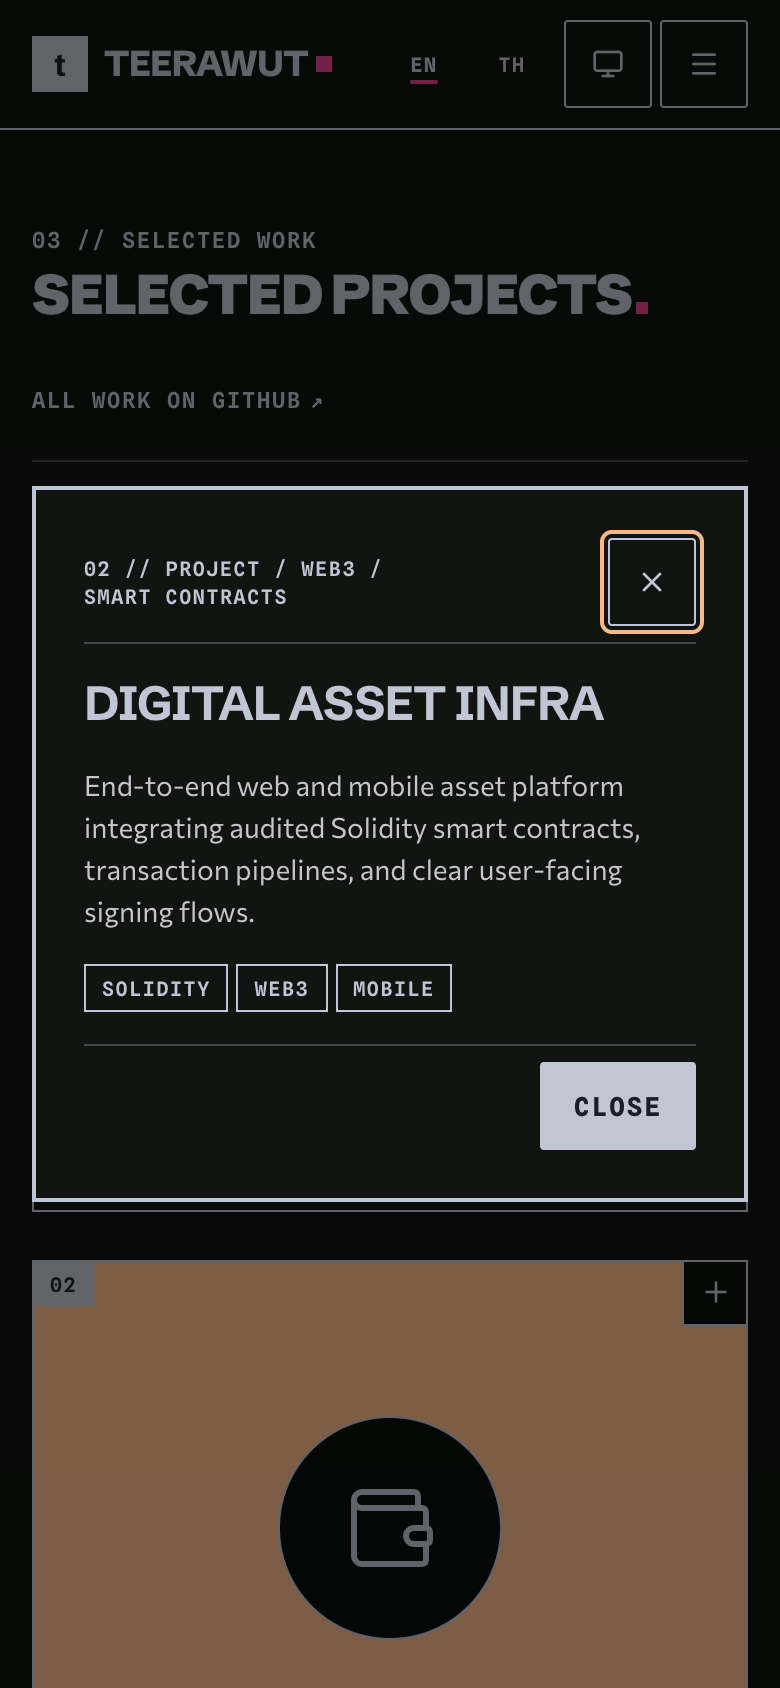 t TEERAWUT EN TH
03 // SELECTED WORK
SELECTED PROJECTS.
ALL WORK ON GITHUB ↗
02 // PROJECT / WEB3 /
SMART CONTRACTS
DIGITAL ASSET INFRA
End-to-end web and mobile asset platform
integrating audited Solidity smart contracts,
transaction pipelines, and clear user-facing
signing flows.
SOLIDITY WEB3 MOBILE
CLOSE
02